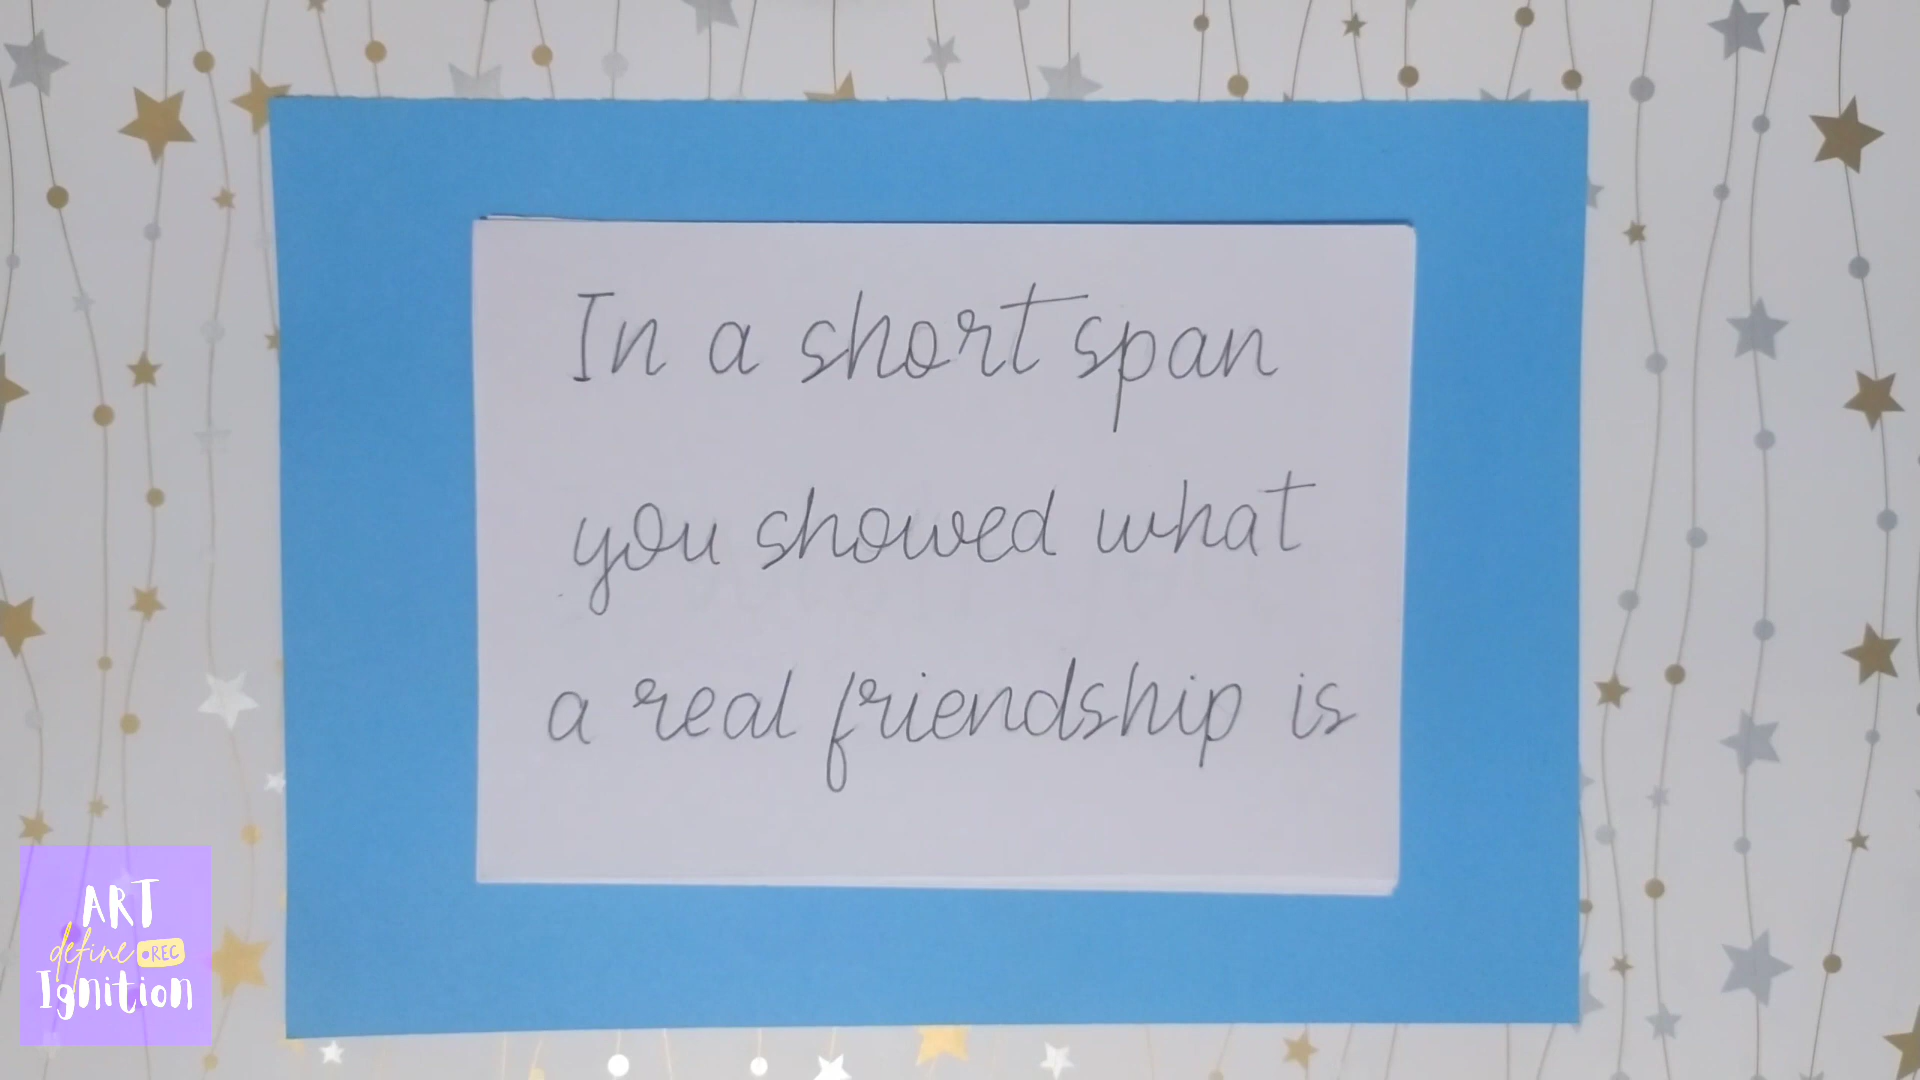 In a short span
you showed what
a real friendship is
ART
define •REC
Ignition